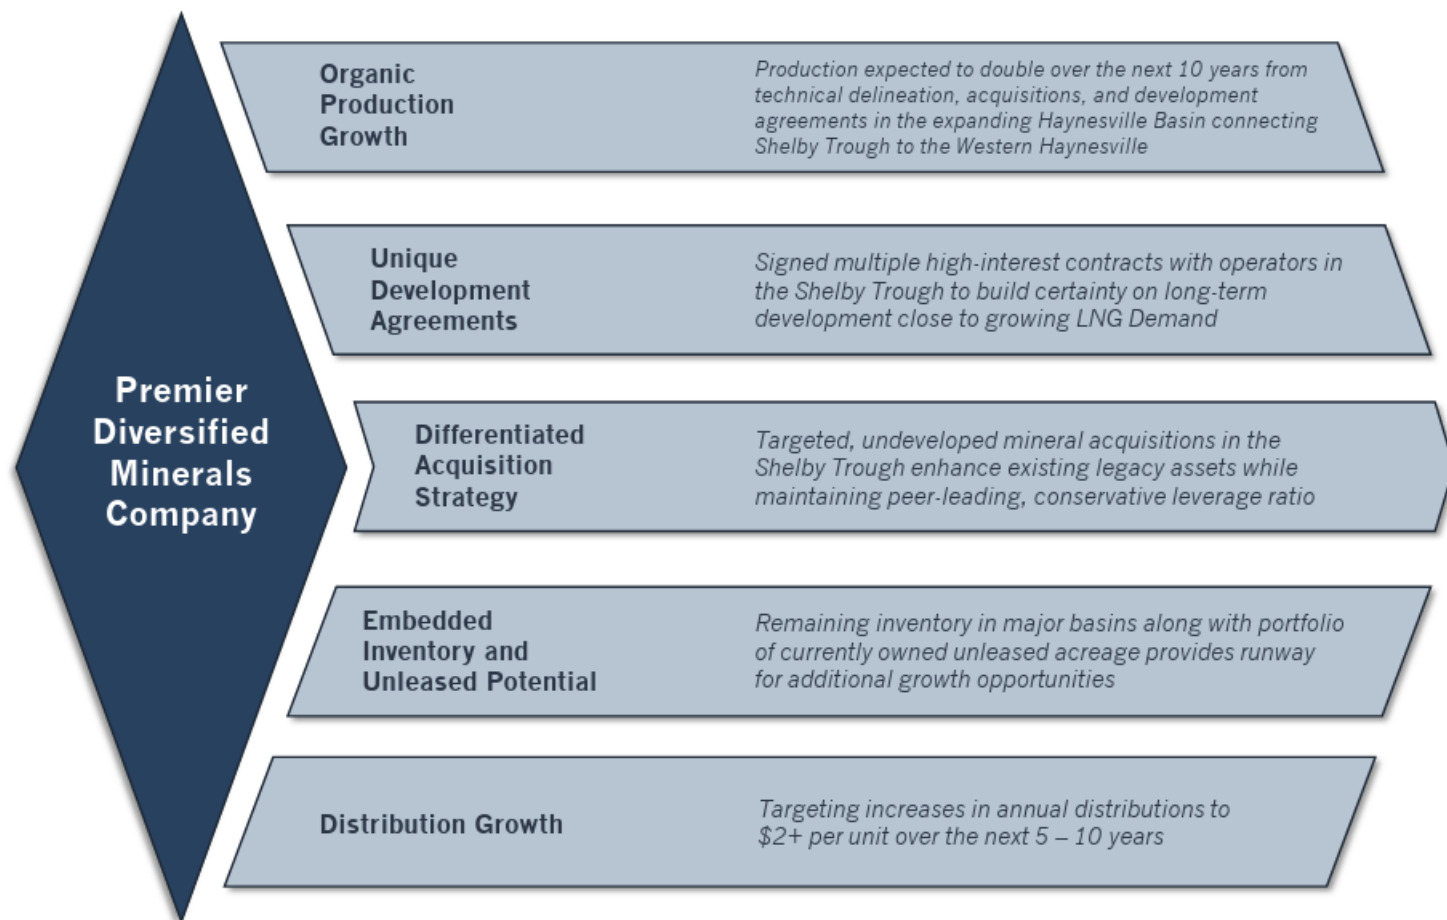 Organic
Production
Growth
Production expected to double over the next 10 years from
technical delineation, acquisitions, and development
agreements in the expanding Haynesville Basin connecting
Shelby Trough to the Western Haynesville
Unique
Development
Agreements
Signed multiple high-interest contracts with operators in
the Shelby Trough to build certainty on long-term
development close to growing LNG Demand
Premier
Diversified
Minerals
Company
Differentiated
Acquisition
Strategy
Targeted, undeveloped mineral acquisitions in the
Shelby Trough enhance existing legacy assets while
maintaining peer-leading, conservative leverage ratio
Embedded
Inventory and
Unleased Potential
Remaining inventory in major basins along with portfolio
of currently owned unleased acreage provides runway
for additional growth opportunities
Distribution Growth
Targeting increases in annual distributions to
$2+ per unit over the next 5 – 10 years